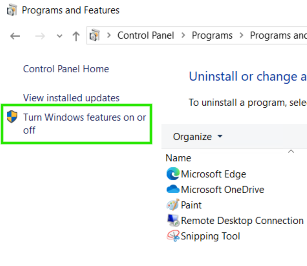 Programs and Features
Control Panel > Programs > Programs and
Control Panel Home
Uninstall or change a
View installed updates
To uninstall a program, sele
Turn Windows features on or
off
Organize
Name
Microsoft Edge
Microsoft OneDrive
Paint
Remote Desktop Connection
Snipping Tool